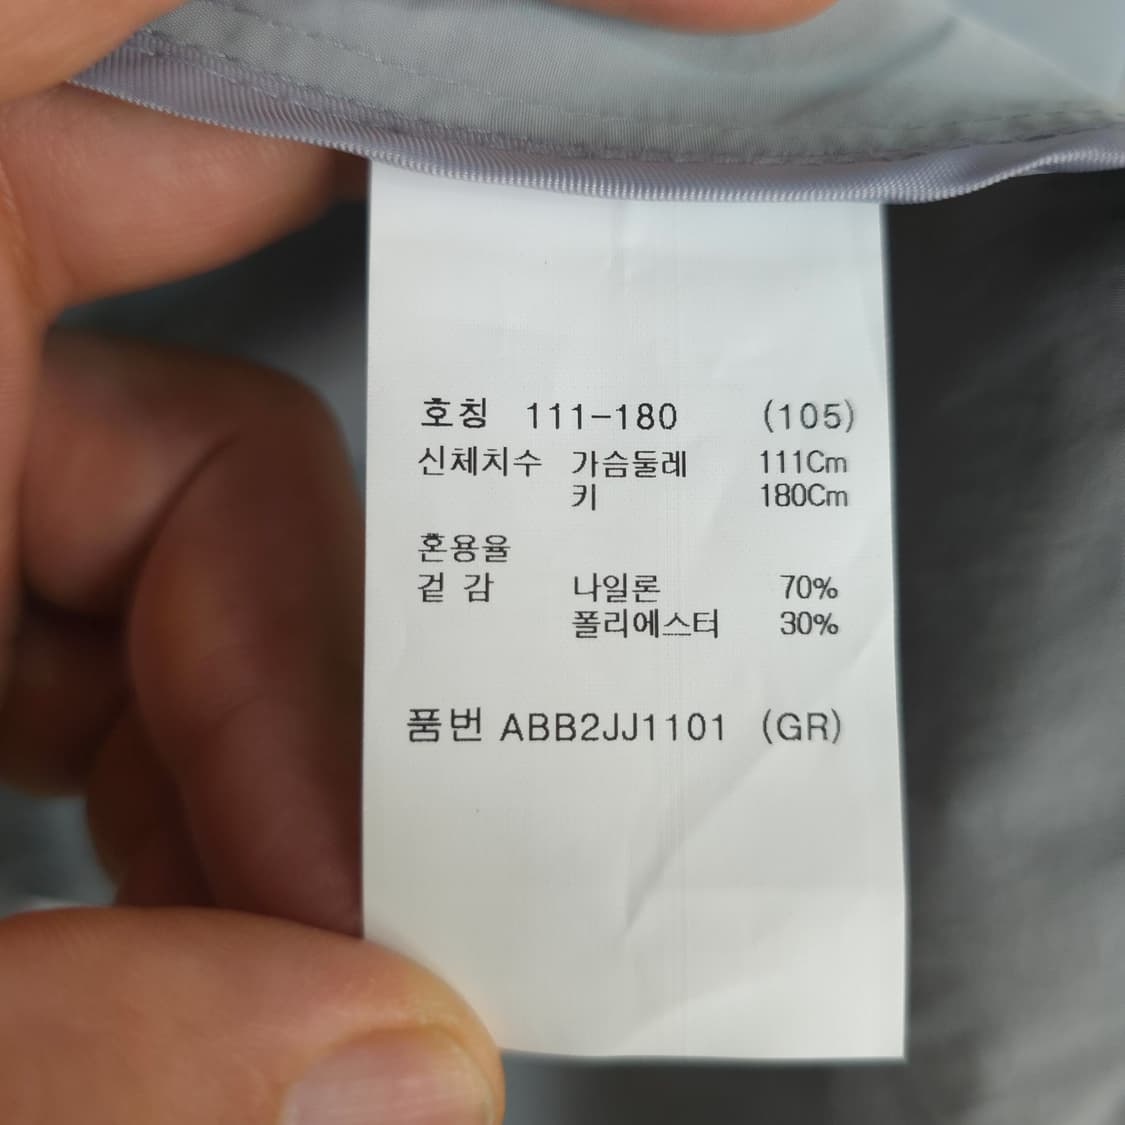 호칭 111-180 (105)
신체치수 가슴둘레 111Cm
키 180Cm
혼용율
겉 감 나일론 70%
폴리에스터 30%
품번 ABB2JJ1101 (GR)